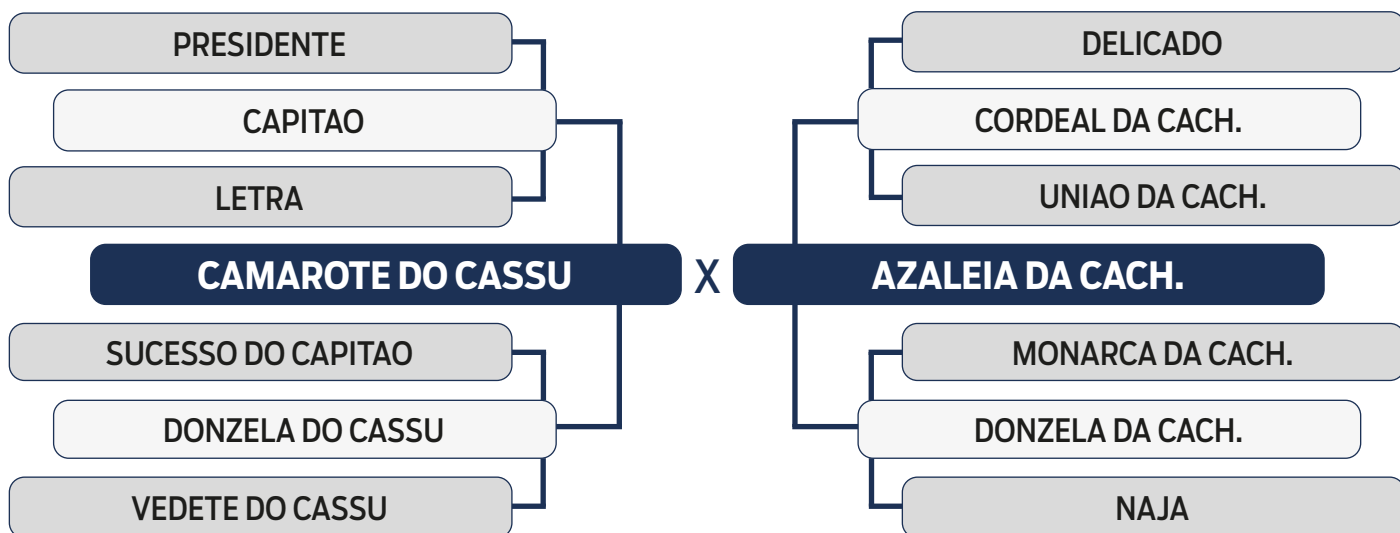 PRESIDENTE
CAPITAO
LETRA
CAMAROTE DO CASSU
SUCESSO DO CAPITAO
DONZELA DO CASSU
VEDETE DO CASSU
X
DELICADO
CORDEAL DA CACH.
UNIAO DA CACH.
AZALEIA DA CACH.
MONARCA DA CACH.
DONZELA DA CACH.
NAJA